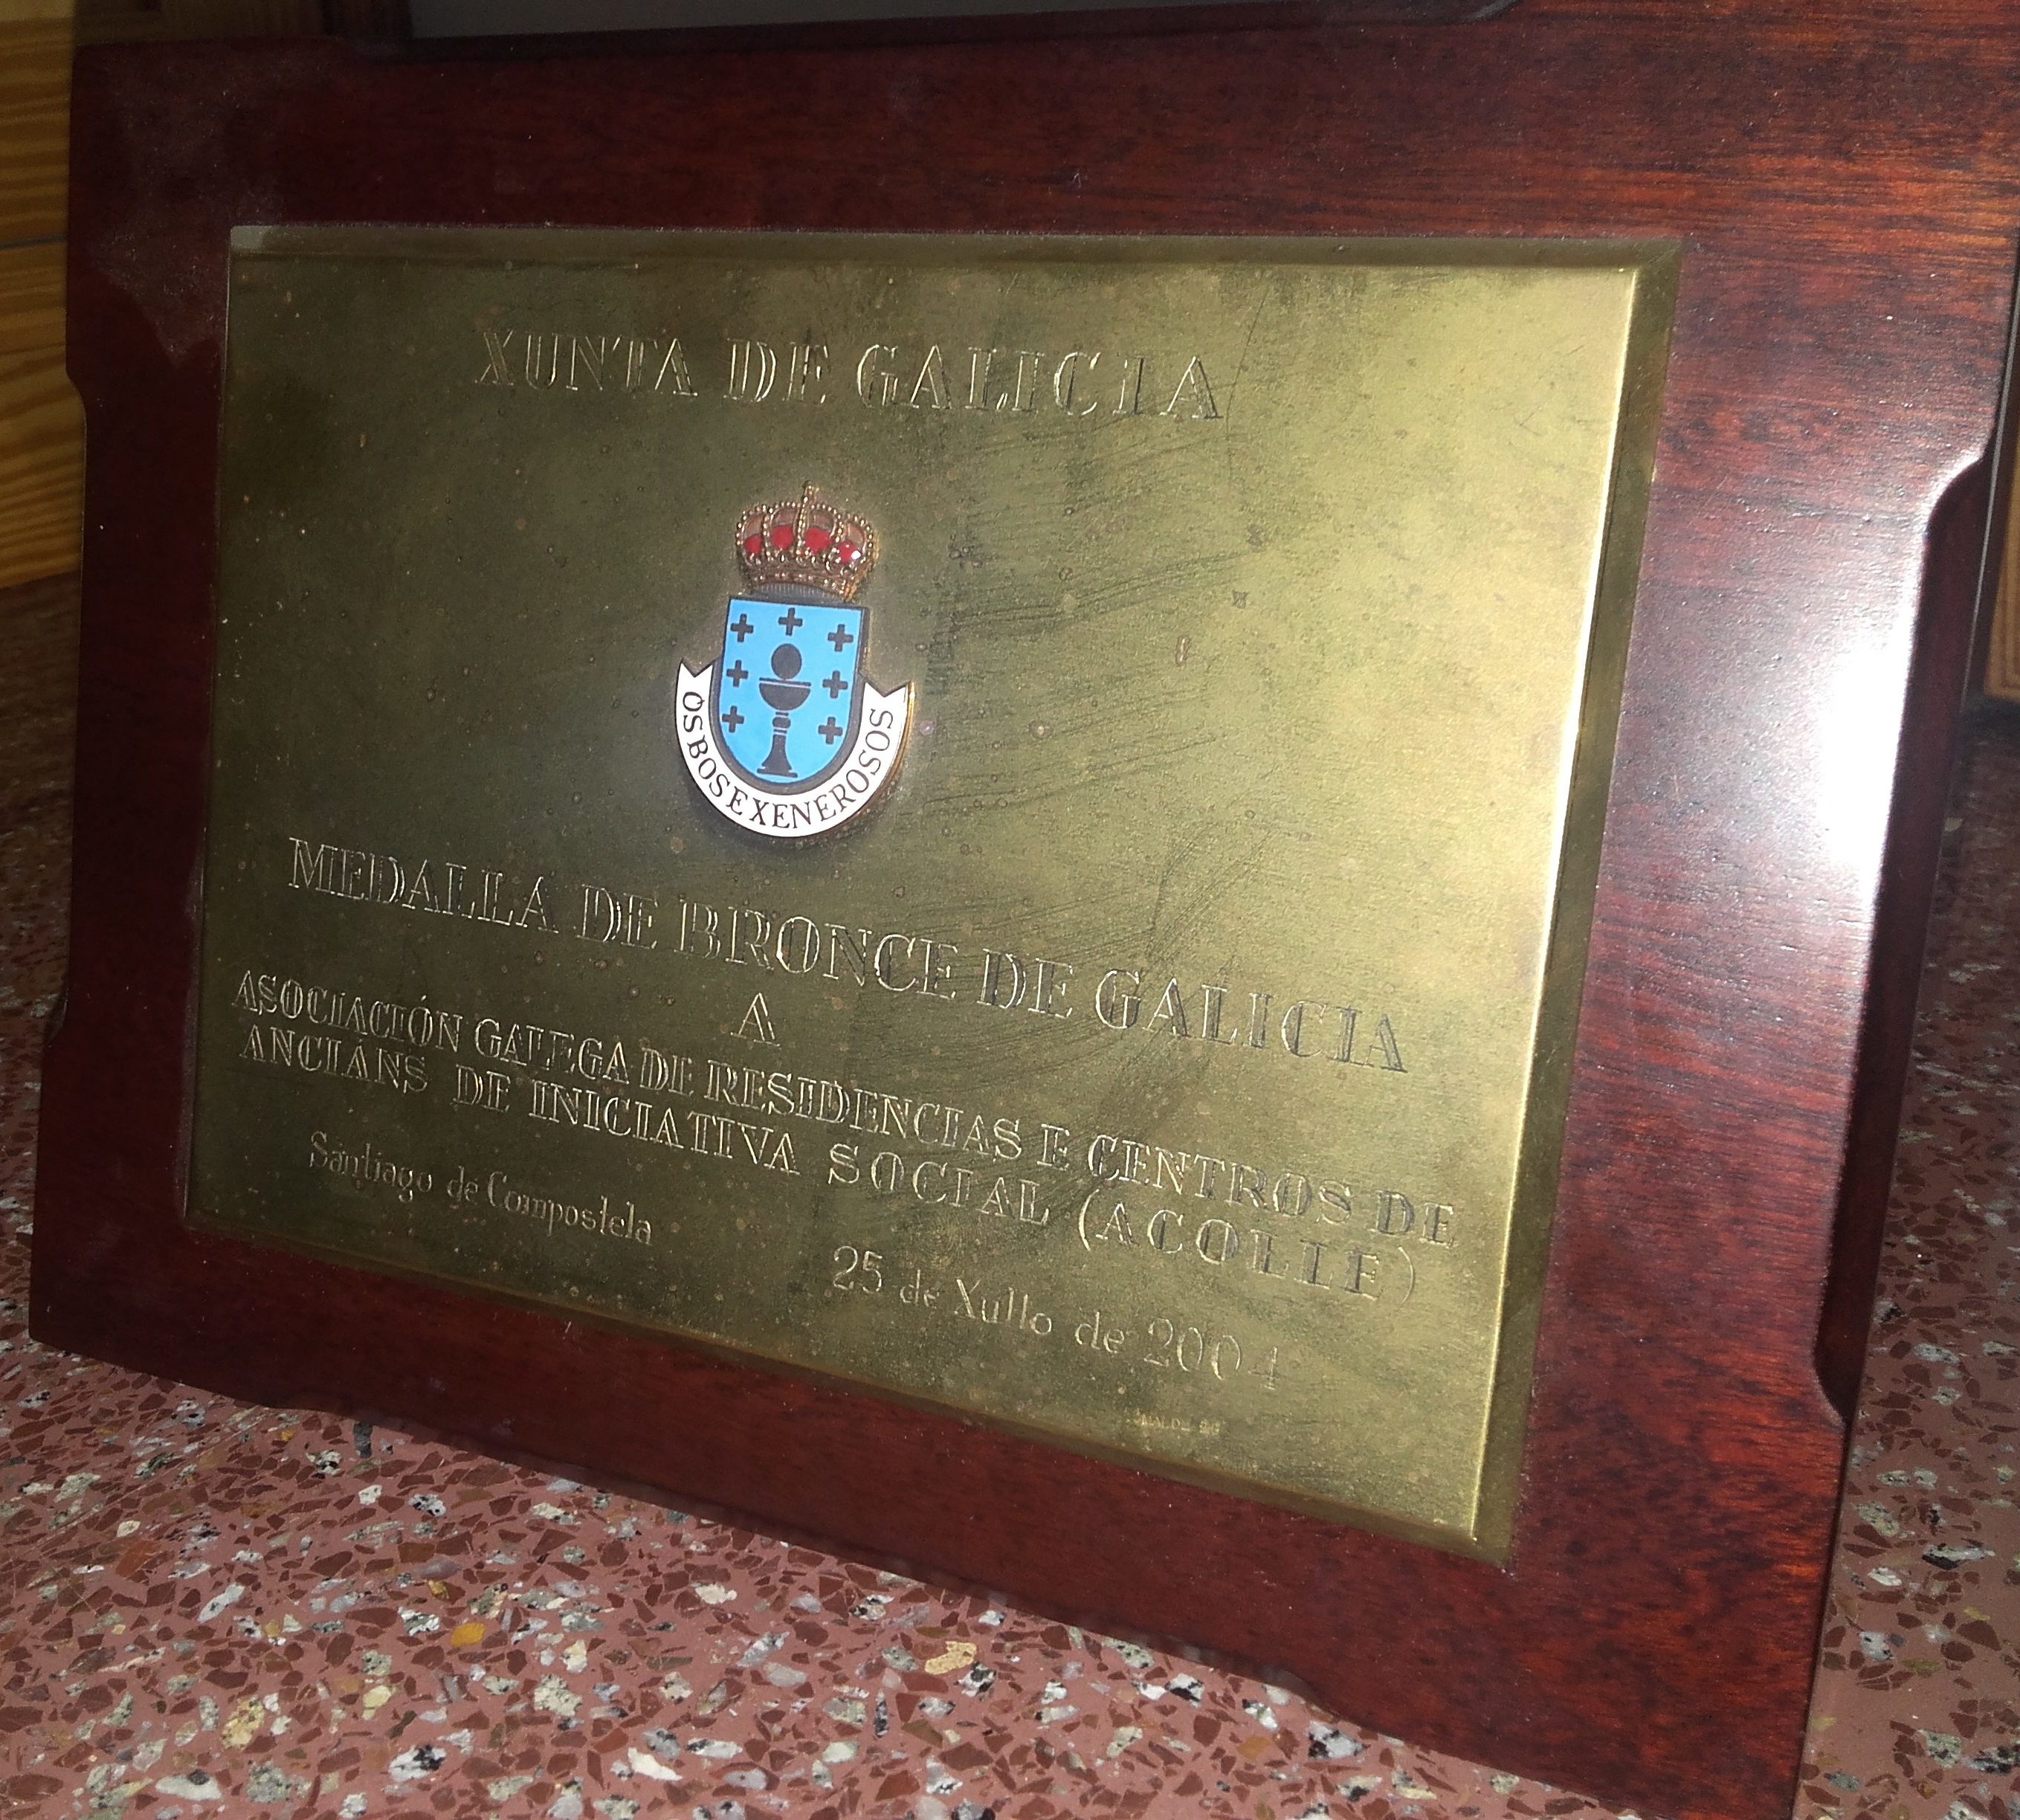 XUNTA DE GALICIA
OS BOS E XENEROSOS
MEDALLA DE BRONCE DE GALICIA
A
ASOCIACIÓN GALEGA DE RESIDENCIAS E CENTROS DE
ANCIÁNS DE INICIATIVA SOCIAL (ACOLLE)
Santiago de Compostela
25 de Xullo de 2004